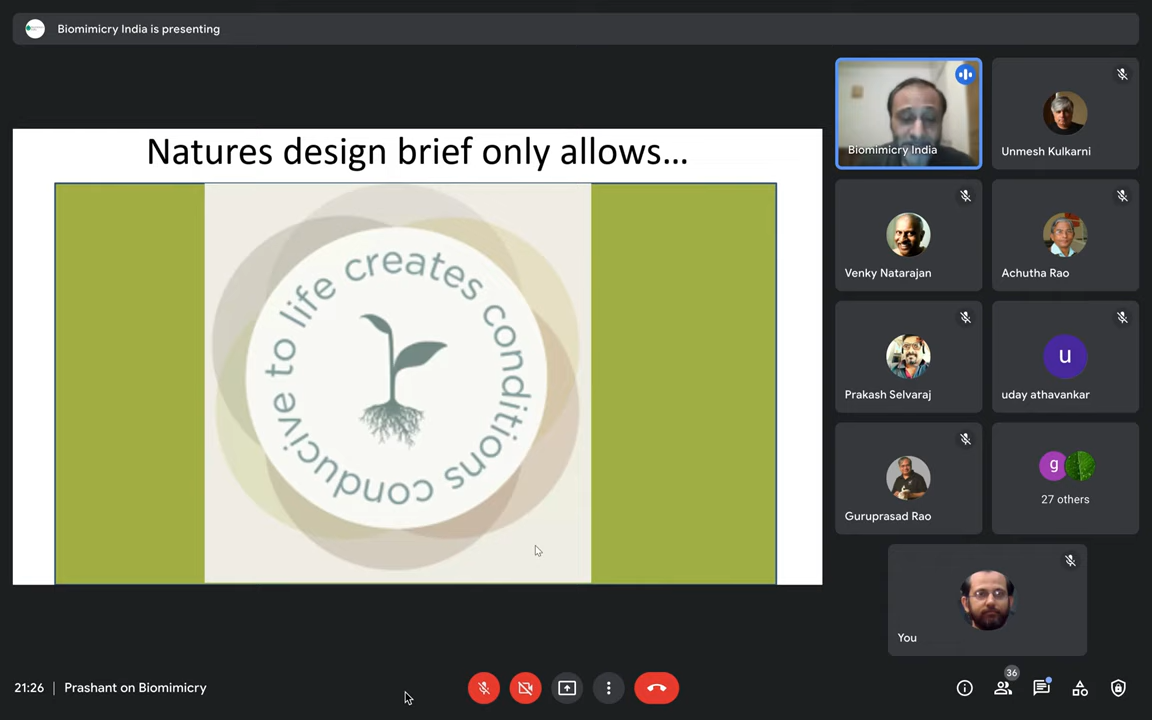 Biomimicry India is presenting
Natures design brief only allows...
life creates conditions conducive to
Biomimicry India
Unmesh Kulkarni
Venky Natarajan
Achutha Rao
Prakash Selvaraj
u
uday athavankar
Guruprasad Rao
g
27 others
You
21:26 | Prashant on Biomimicry
36